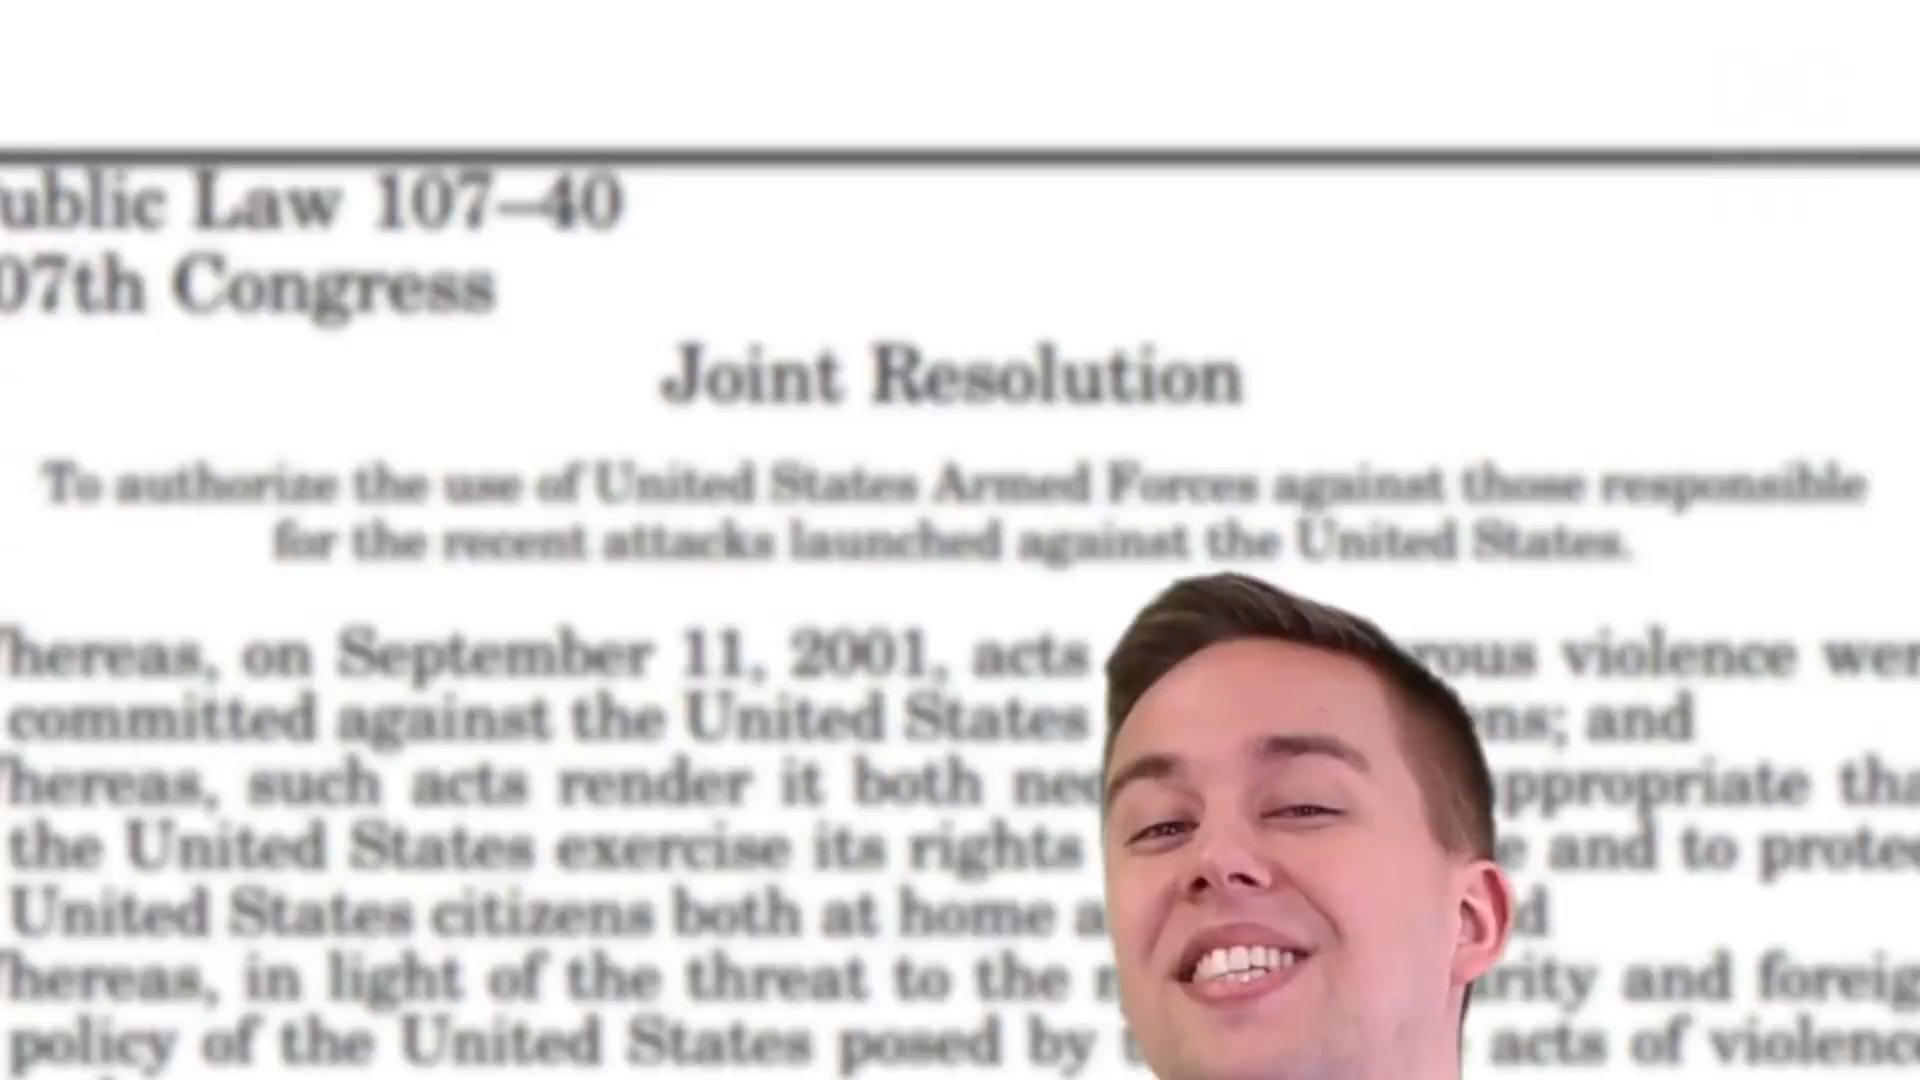 ublic Law 107–40
07th Congress
Joint Resolution
To authorize the use of United States Armed Forces against those responsible
for the recent attacks launched against the United States.
hereas, on September 11, 2001, acts rous violence wer
committed against the United States ens; and
hereas, such acts render it both nec ppropriate tha
the United States exercise its rights e and to protec
United States citizens both at home a d
hereas, in light of the threat to the n rity and foreig
policy of the United States posed by t acts of violenc